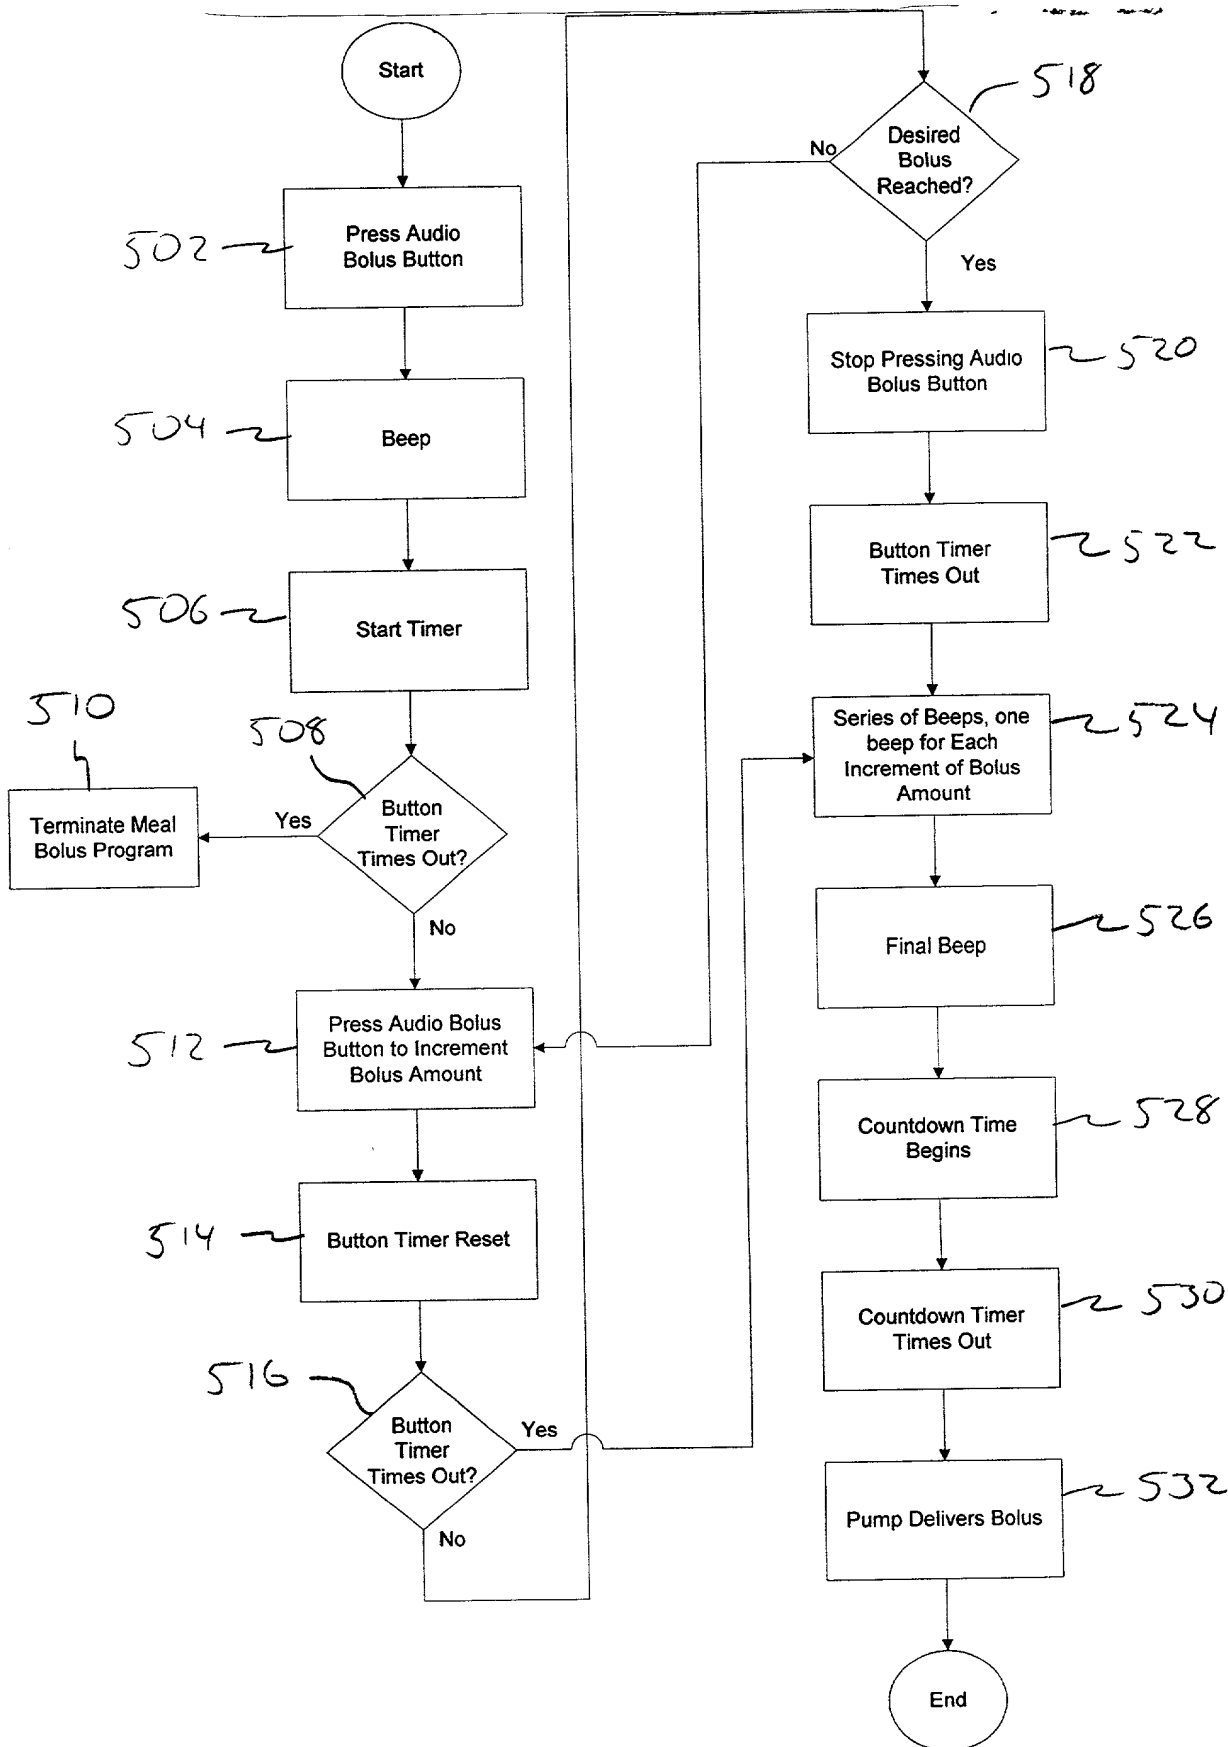 Start
502
Press Audio
Bolus Button
504
Beep
506
Start Timer
510
Terminate Meal
Bolus Program
508
Button
Timer
Times Out?
Yes
No
512
Press Audio Bolus
Button to Increment
Bolus Amount
514
Button Timer Reset
516
Button
Timer
Times Out?
Yes
No
518
Desired
Bolus
Reached?
No
Yes
520
Stop Pressing Audio
Bolus Button
522
Button Timer
Times Out
524
Series of Beeps, one
beep for Each
Increment of Bolus
Amount
526
Final Beep
528
Countdown Time
Begins
530
Countdown Timer
Times Out
532
Pump Delivers Bolus
End